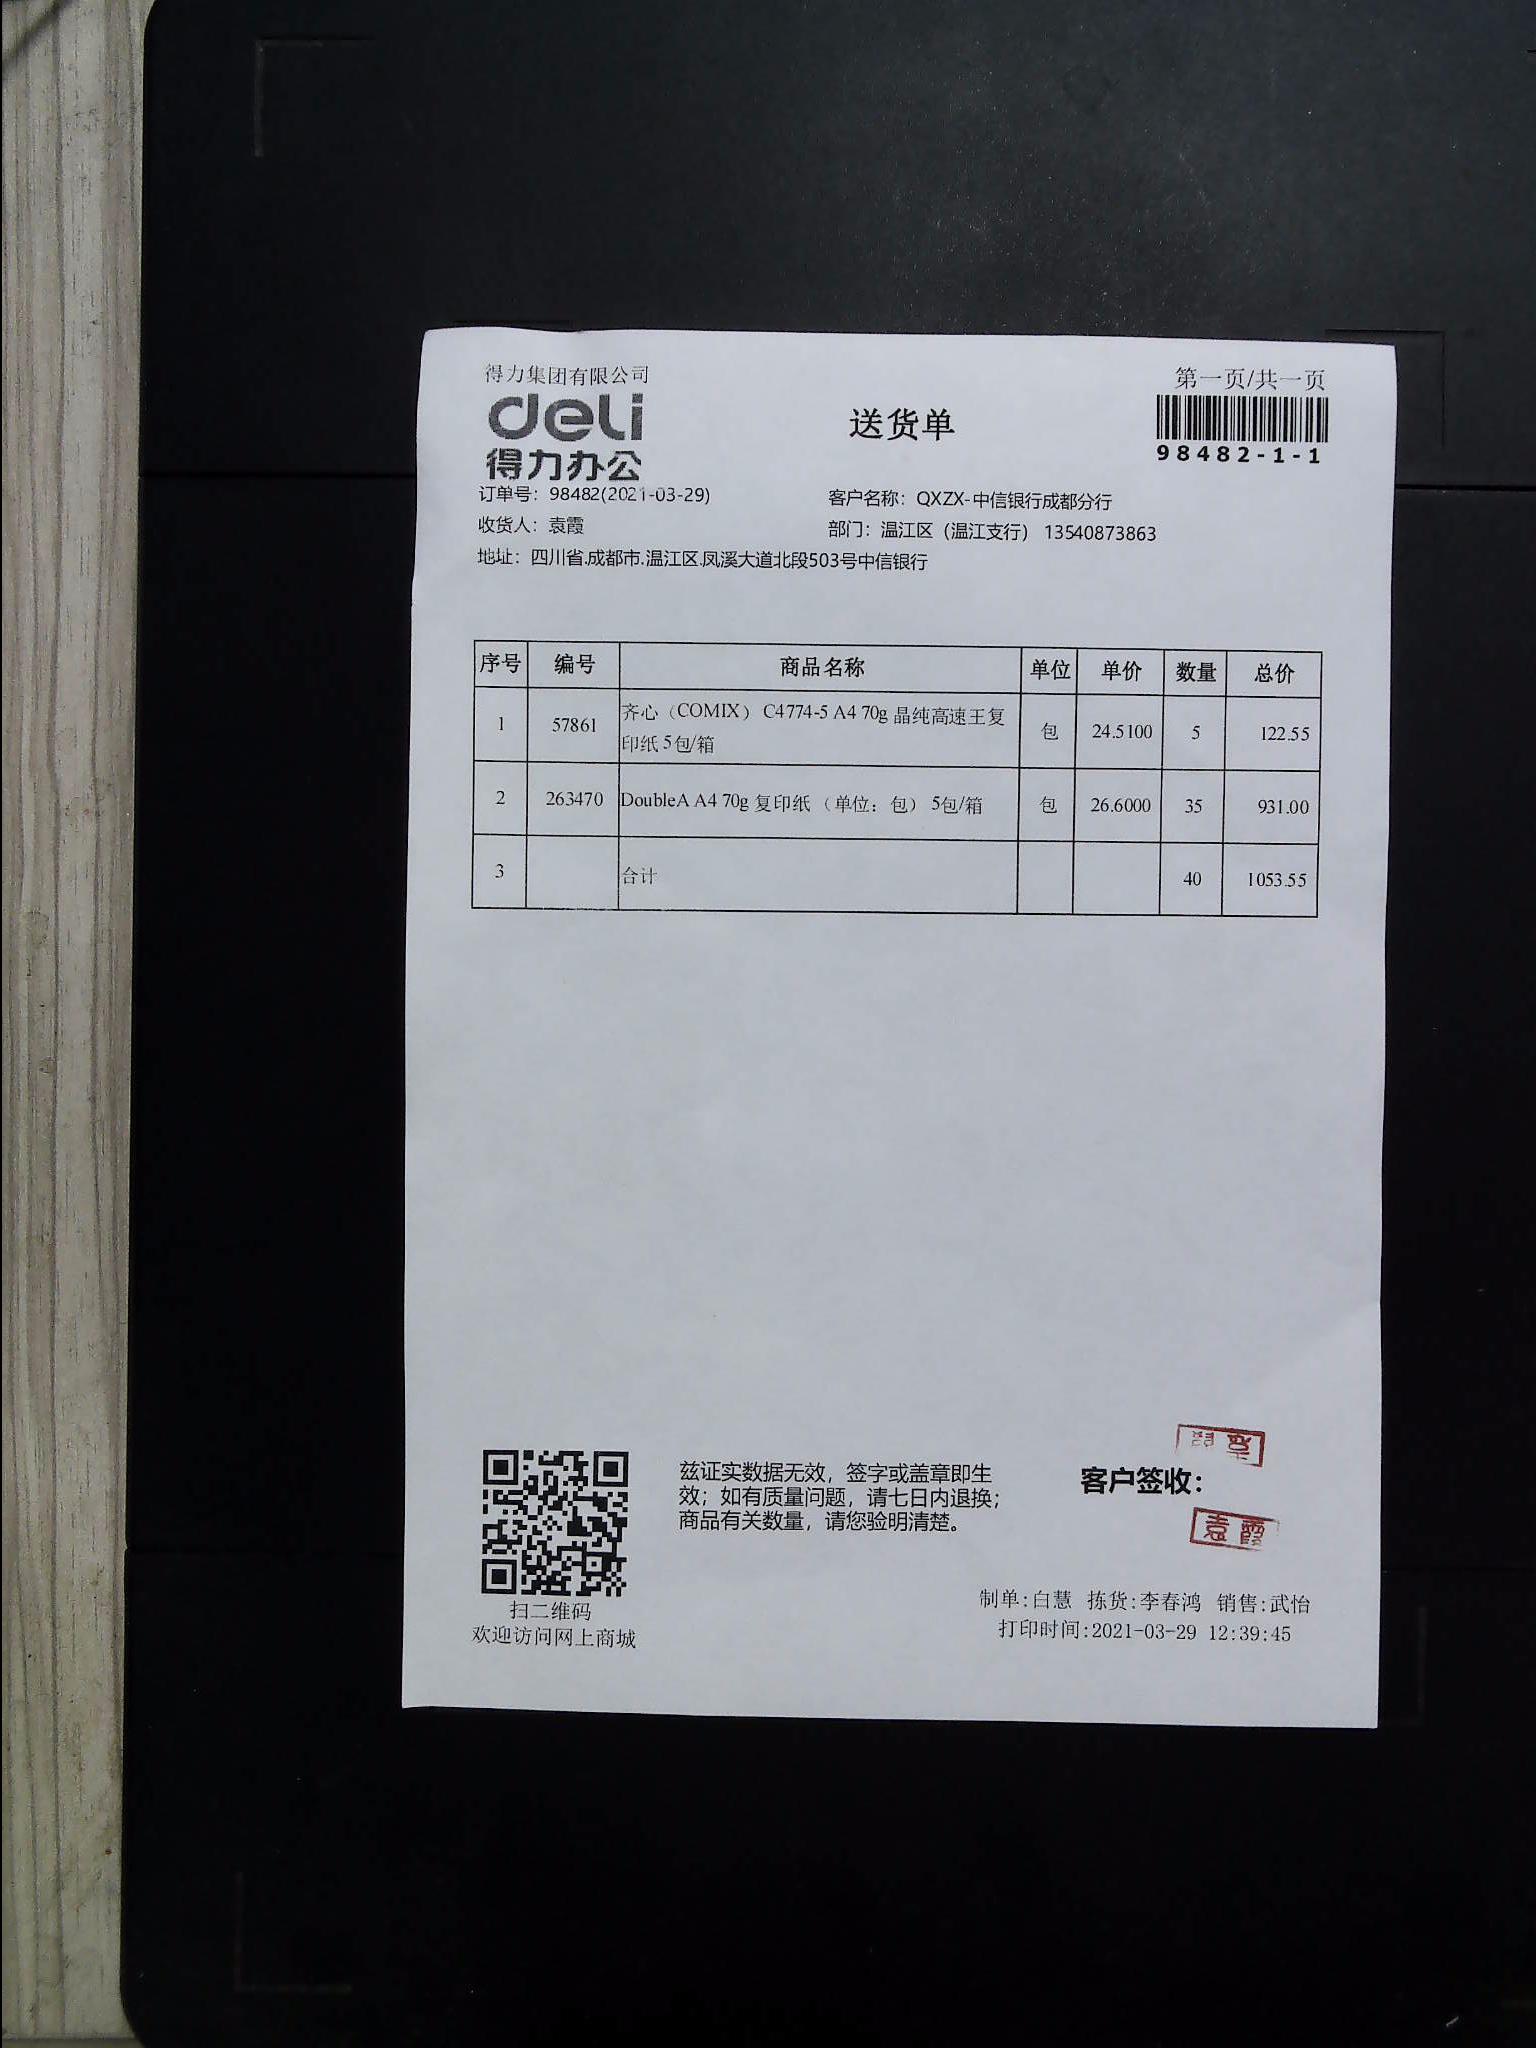 得力集团有限公司
第一页/共一页
deli
得力办公
送货单
98482-1-1
订单号：98482(2021-03-29)
客户名称：QXZX-中信银行成都分行
收货人：袁霞
部门：温江区（温江支行） 13540873863
地址：四川省.成都市.温江区.凤溪大道北段503号中信银行
序号 编号 商品名称 单位 单价 数量 总价
1 57861 齐心（COMIX） C4774-5 A4 70g 晶纯高速王复
印纸 5包/箱 包 24.5100 5 122.55
2 263470 DoubleA A4 70g 复印纸 （单位：包） 5包/箱 包 26.6000 35 931.00
3 合计 40 1053.55
兹证实数据无效，签字或盖章即生
效；如有质量问题，请七日内退换；
商品有关数量，请您验明清楚。
客户签收：
袁霞
扫二维码
欢迎访问网上商城
制单:白慧 拣货:李春鸿 销售:武怡
打印时间:2021-03-29 12:39:45